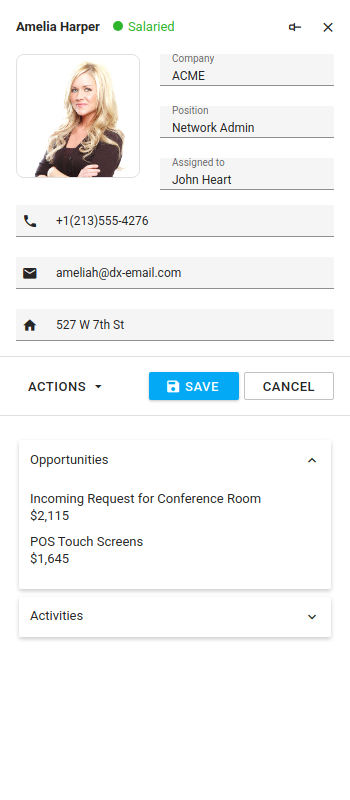 Amelia Harper Salaried
Company
ACME
Position
Network Admin
Assigned to
John Heart
+1(213)555-4276
ameliah@dx-email.com
527 W 7th St
ACTIONS SAVE CANCEL
Opportunities
Incoming Request for Conference Room
$2,115
POS Touch Screens
$1,645
Activities